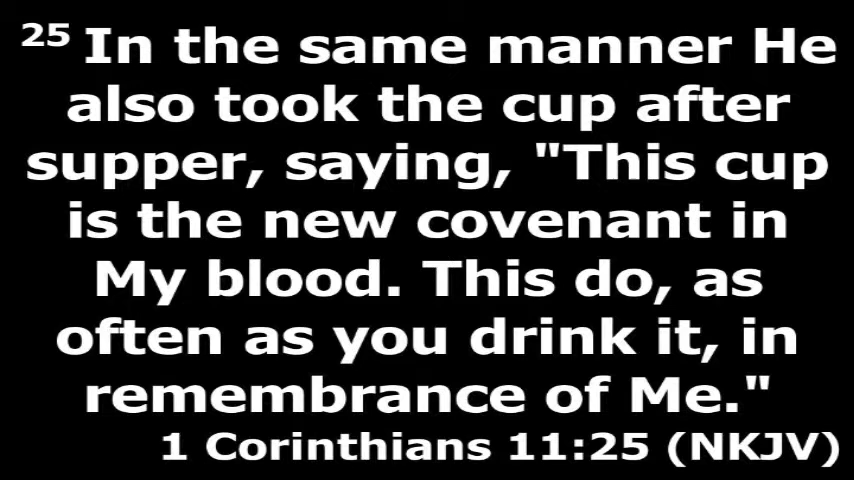 25 In the same manner He
also took the cup after
supper, saying, "This cup
is the new covenant in
My blood. This do, as
often as you drink it, in
remembrance of Me."
1 Corinthians 11:25 (NKJV)